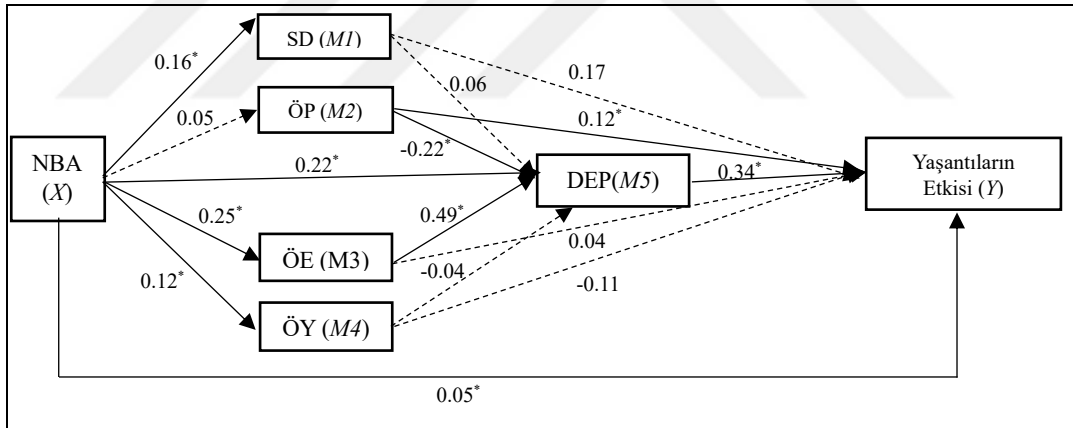 SD (M1)
0.16*
0.17
0.06
0.05
ÖP (M2)
0.12*
-0.22*
NBA
(X)
0.22*
DEP(M5)
0.34*
Yaşantıların
Etkisi (Y)
0.25*
0.49*
ÖE (M3)
0.04
-0.04
0.12*
-0.11
ÖY (M4)
0.05*